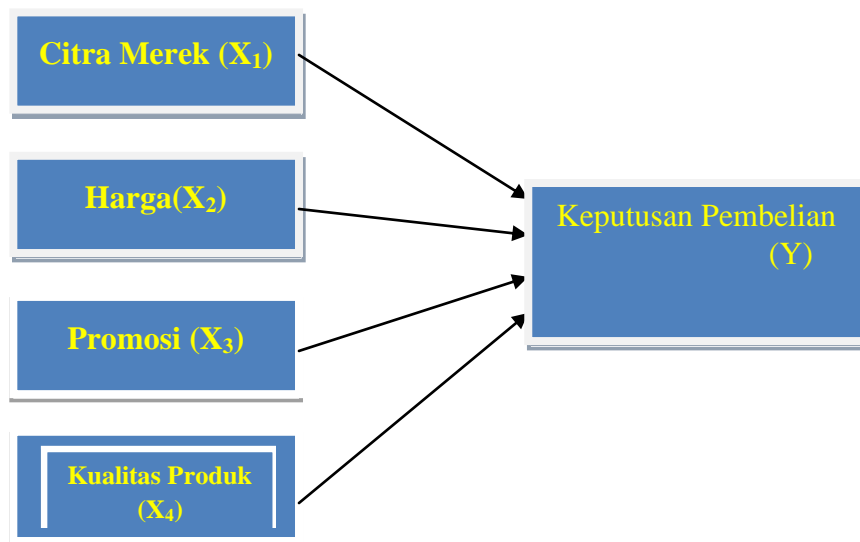 Citra Merek (X₁)
Harga(X₂)
Keputusan Pembelian
(Y)
Promosi (X₃)
Kualitas Produk
(X₄)